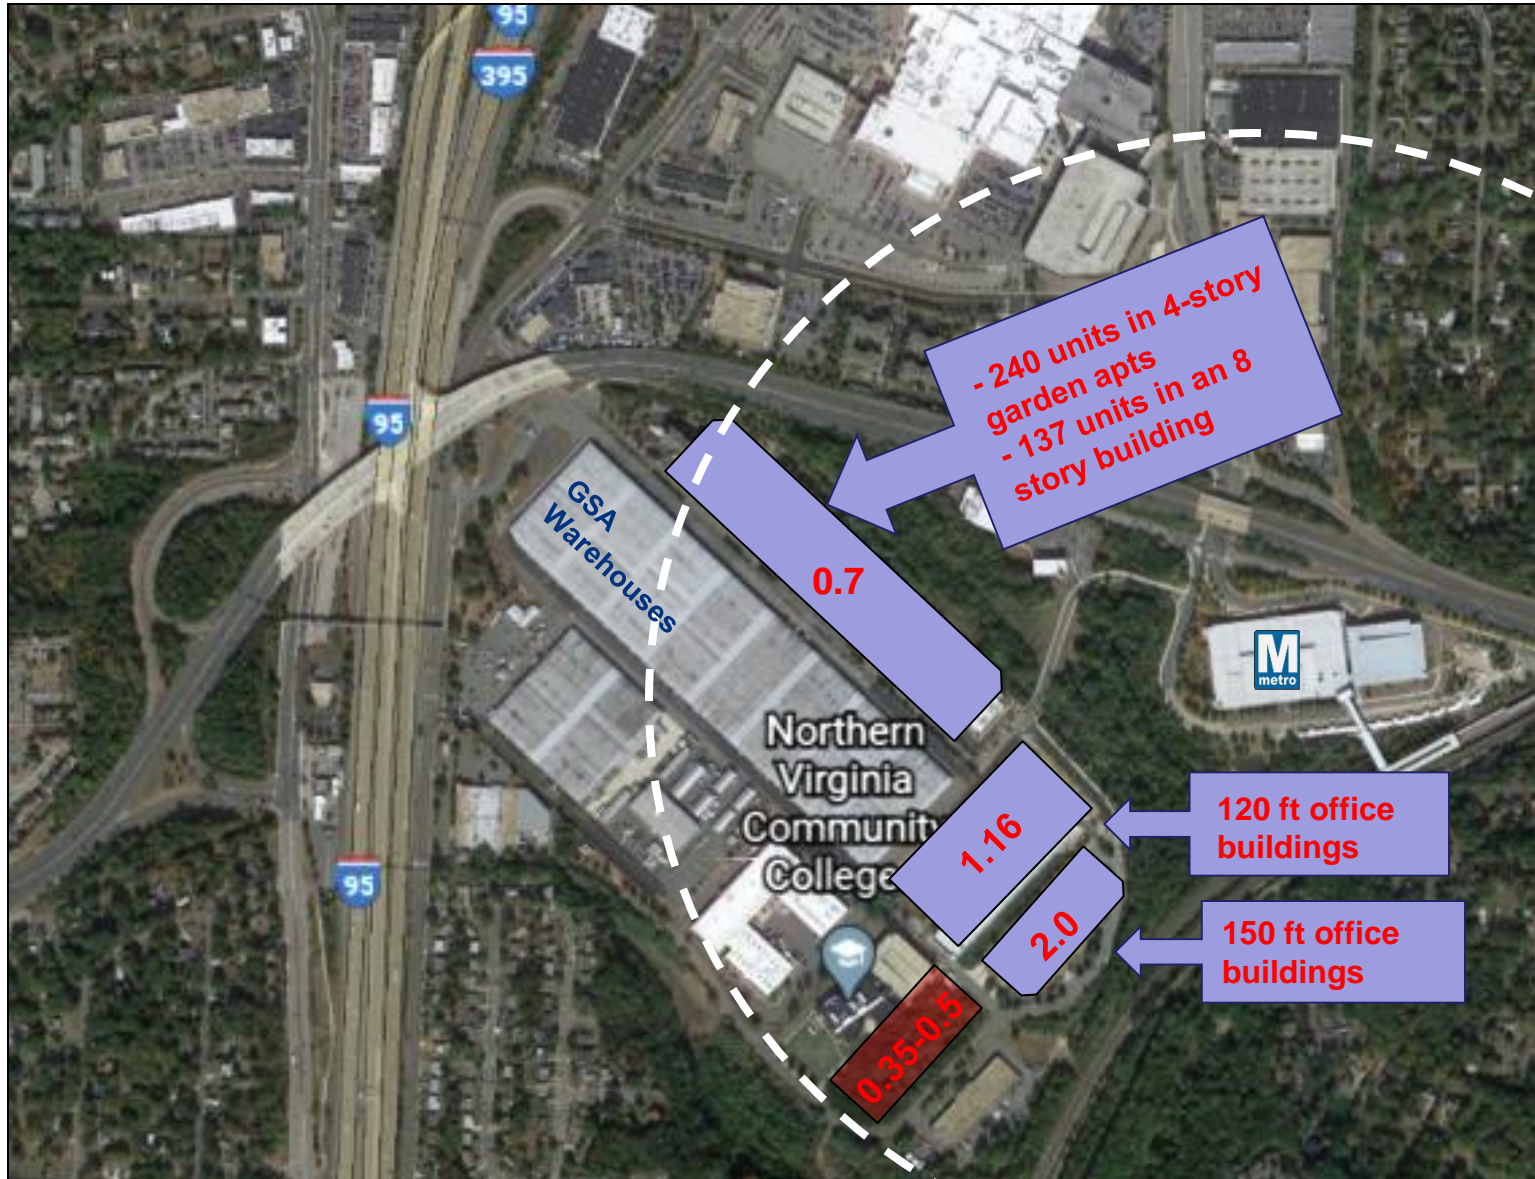 95
395
- 240 units in 4-story
garden apts
- 137 units in an 8
story building
95
GSA
Warehouses
0.7
M
metro
Northern
Virginia
Community
College
120 ft office
buildings
1.16
95
150 ft office
buildings
2.0
0.35-0.5